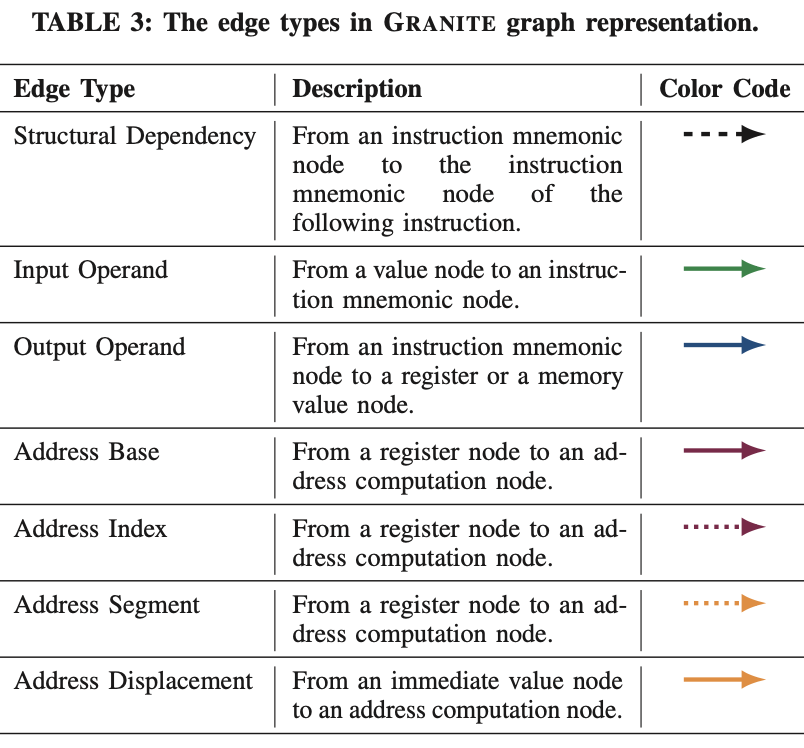 TABLE 3: The edge types in GRANITE graph representation.
Edge Type Description Color Code
Structural Dependency From an instruction mnemonic
node to the instruction
mnemonic node of the
following instruction.
Input Operand From a value node to an instruc-
tion mnemonic node.
Output Operand From an instruction mnemonic
node to a register or a memory
value node.
Address Base From a register node to an ad-
dress computation node.
Address Index From a register node to an ad-
dress computation node.
Address Segment From a register node to an ad-
dress computation node.
Address Displacement From an immediate value node
to an address computation node.